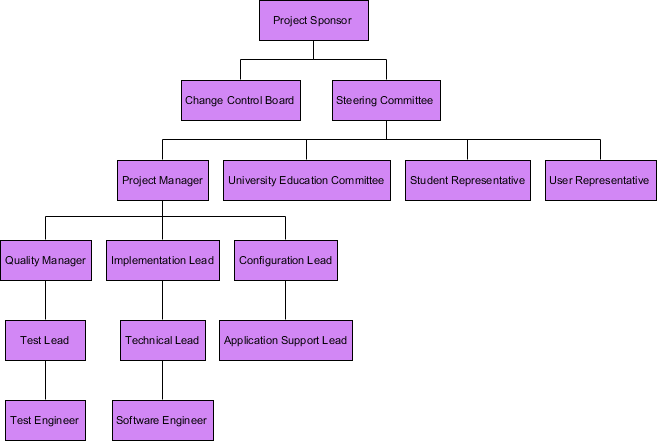 Project Sponsor
Change Control Board
Steering Committee
Project Manager
University Education Committee
Student Representative
User Representative
Quality Manager
Implementation Lead
Configuration Lead
Test Lead
Technical Lead
Application Support Lead
Test Engineer
Software Engineer